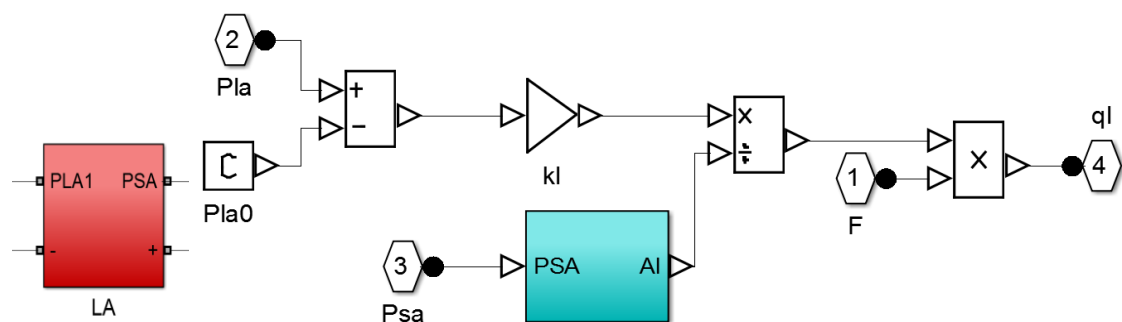 2
Pla
+
−
C
Pla0
PLA1 PSA
- +
LA
kl
×
÷
PSA Al
3
Psa
1
F
X
ql
4